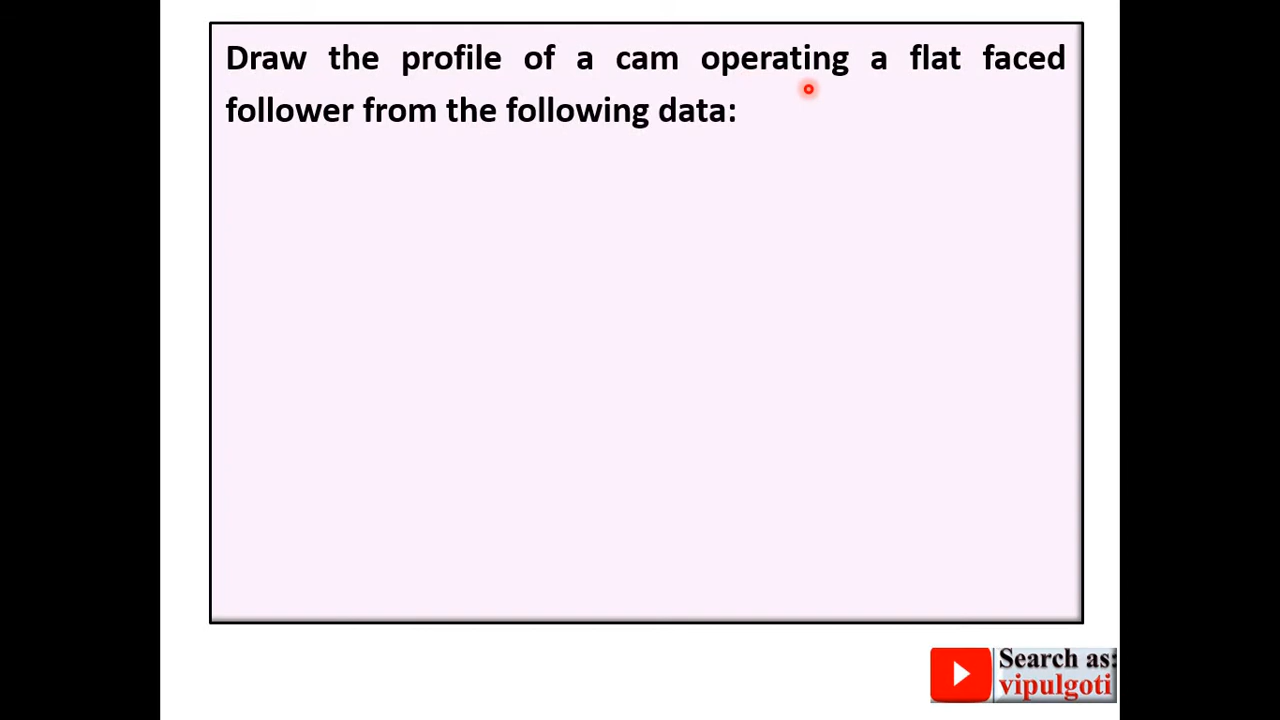 Draw the profile of a cam operating a flat faced
follower from the following data:
Search as:
vipulgoti